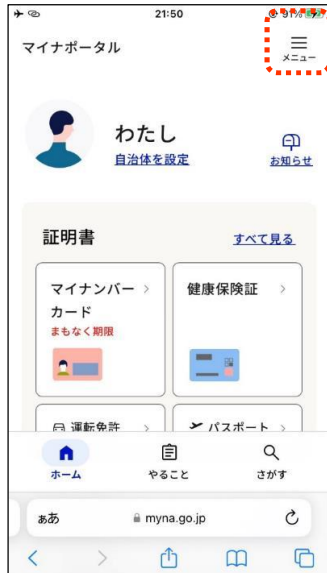 21:50
91%
マイナポータル
メニュー
わたし
自治体を設定
お知らせ
証明書
すべて見る
マイナンバーカード
まもなく期限
健康保険証
運転免許
パスポート
ホーム
やること
さがす
ああ
myna.go.jp